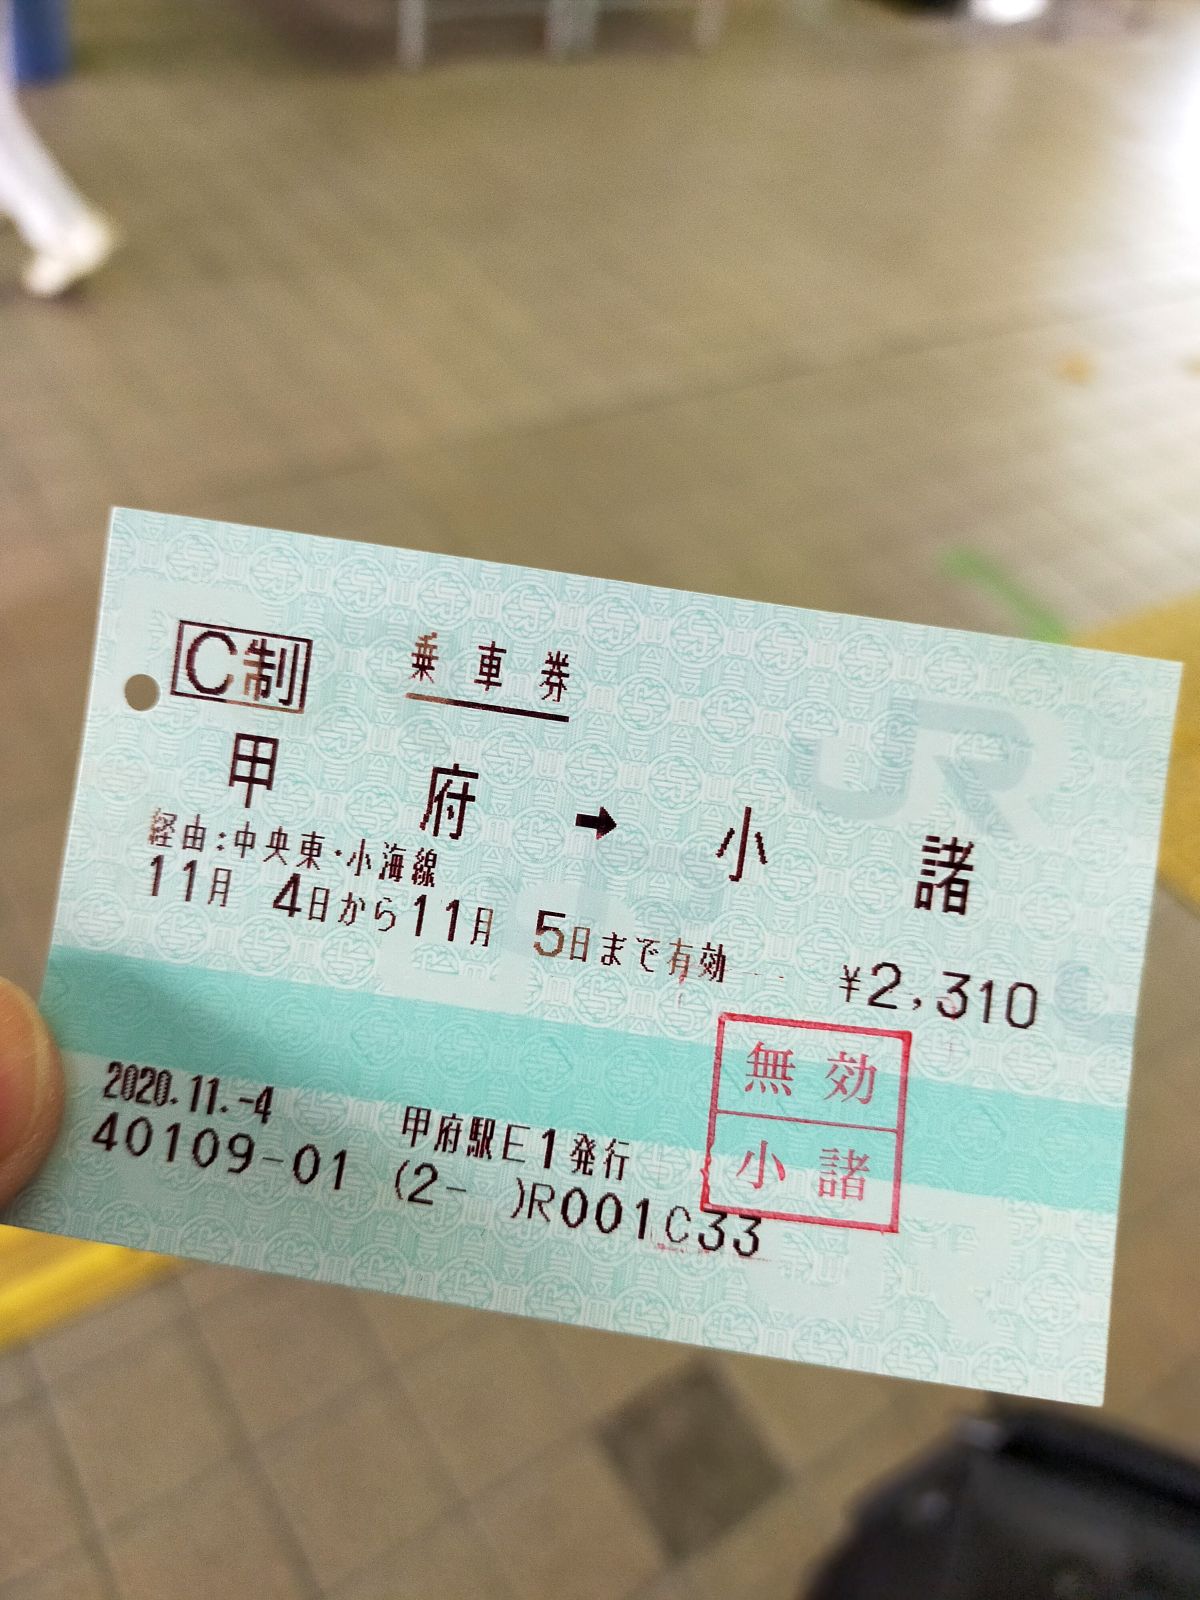 C制 乗車券
甲府➡小諸
経由:中央東・小海線
11月 4日から11月 5日まで有効 ¥2,310
無効
小諸
2020.11.-4 甲府駅E1発行
40109-01 (2- )R001C33
JR